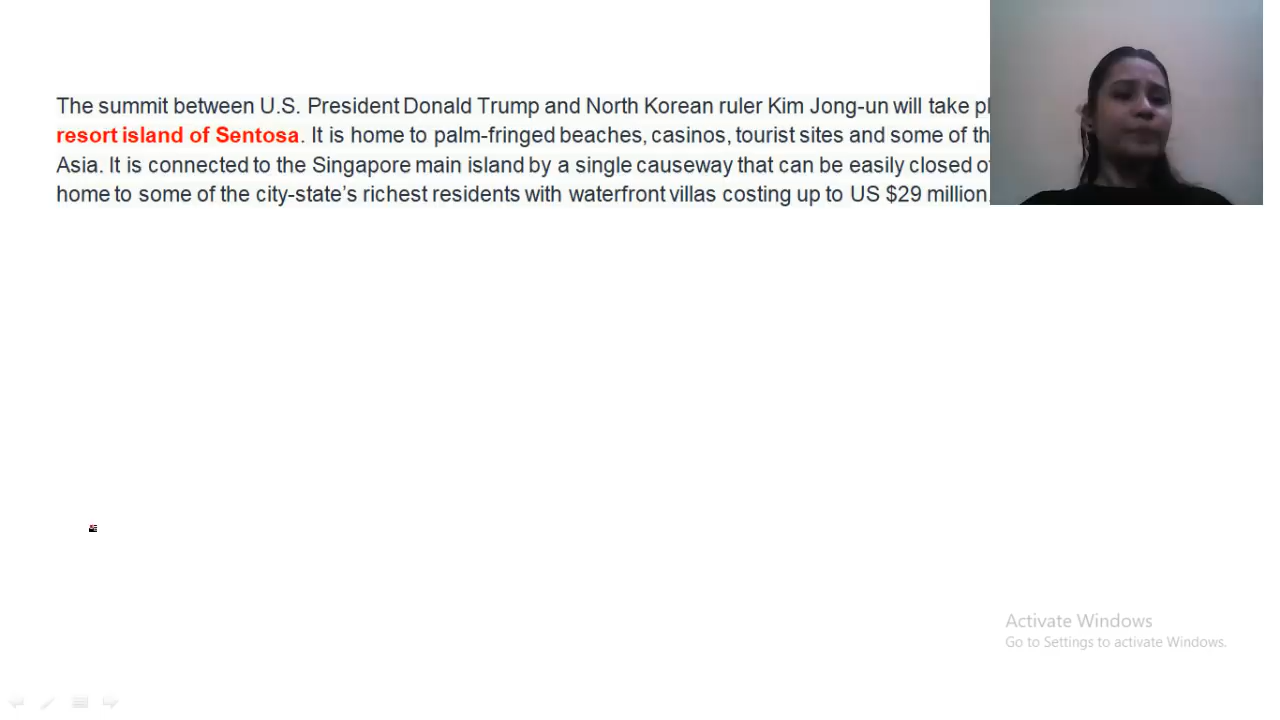 The summit between U.S. President Donald Trump and North Korean ruler Kim Jong-un will take
resort island of Sentosa. It is home to palm-fringed beaches, casinos, tourist sites and some of
Asia. It is connected to the Singapore main island by a single causeway that can be easily closed
home to some of the city-state's richest residents with waterfront villas costing up to US $29 million.
Activate Windows
Go to Settings to activate Windows.